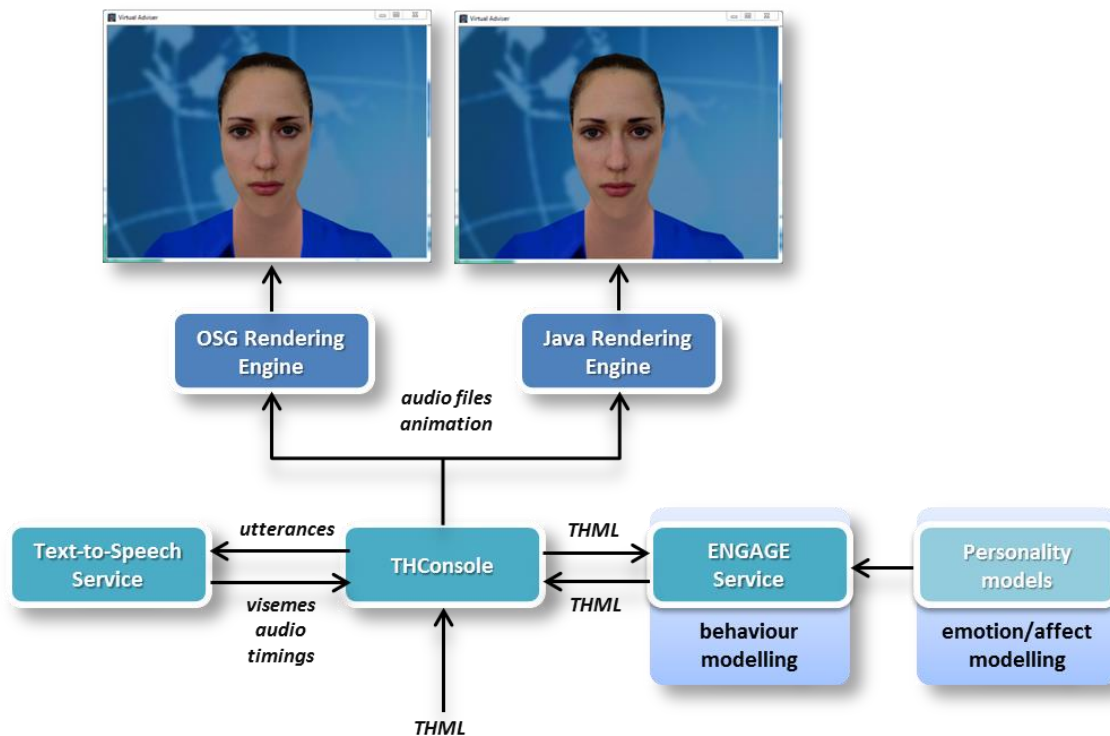 Virtual Adviser
Virtual Adviser
OSG Rendering
Engine
Java Rendering
Engine
audio files
animation
utterances
Text-to-Speech
Service
visemes
audio
timings
THConsole
THML
THML
ENGAGE
Service
behaviour
modelling
Personality
models
emotion/affect
modelling
THML